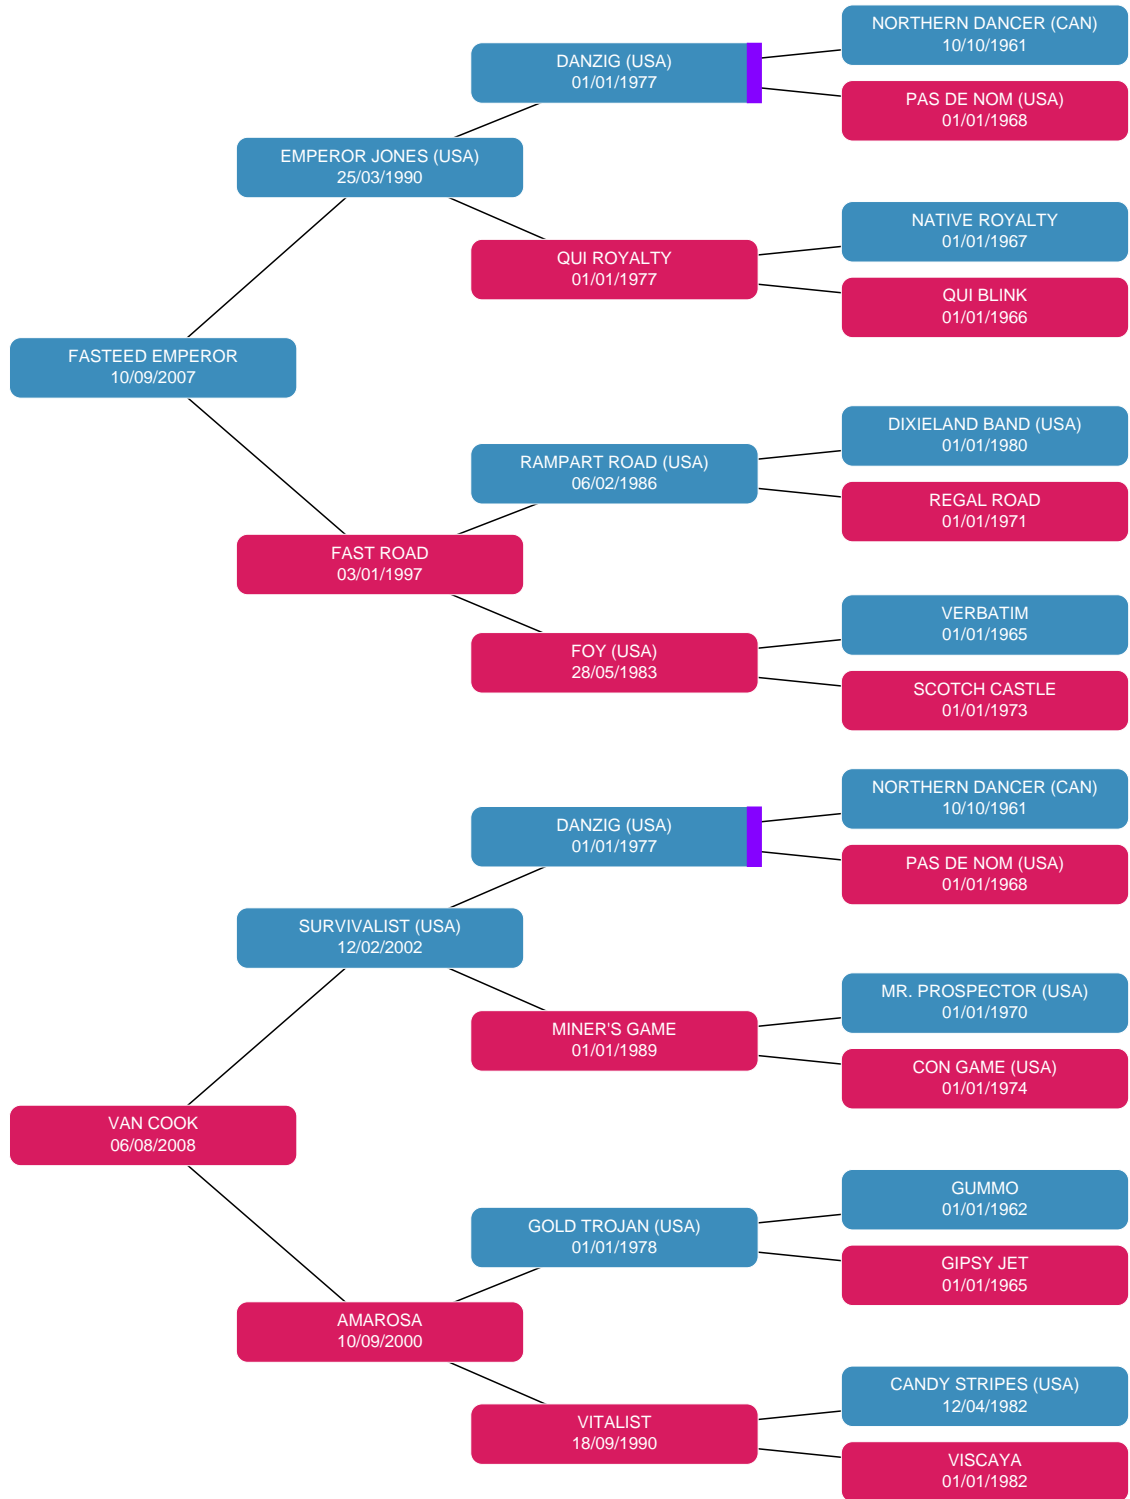 NORTHERN DANCER (CAN)
10/10/1961
DANZIG (USA)
01/01/1977
PAS DE NOM (USA)
01/01/1968
EMPEROR JONES (USA)
25/03/1990
NATIVE ROYALTY
01/01/1967
QUI ROYALTY
01/01/1977
QUI BLINK
01/01/1966
FASTEED EMPEROR
10/09/2007
DIXIELAND BAND (USA)
01/01/1980
RAMPART ROAD (USA)
06/02/1986
REGAL ROAD
01/01/1971
FAST ROAD
03/01/1997
VERBATIM
01/01/1965
FOY (USA)
28/05/1983
SCOTCH CASTLE
01/01/1973
NORTHERN DANCER (CAN)
10/10/1961
DANZIG (USA)
01/01/1977
PAS DE NOM (USA)
01/01/1968
SURVIVALIST (USA)
12/02/2002
MR. PROSPECTOR (USA)
01/01/1970
MINER'S GAME
01/01/1989
CON GAME (USA)
01/01/1974
VAN COOK
06/08/2008
GUMMO
01/01/1962
GOLD TROJAN (USA)
01/01/1978
GIPSY JET
01/01/1965
AMAROSA
10/09/2000
CANDY STRIPES (USA)
12/04/1982
VITALIST
18/09/1990
VISCAYA
01/01/1982